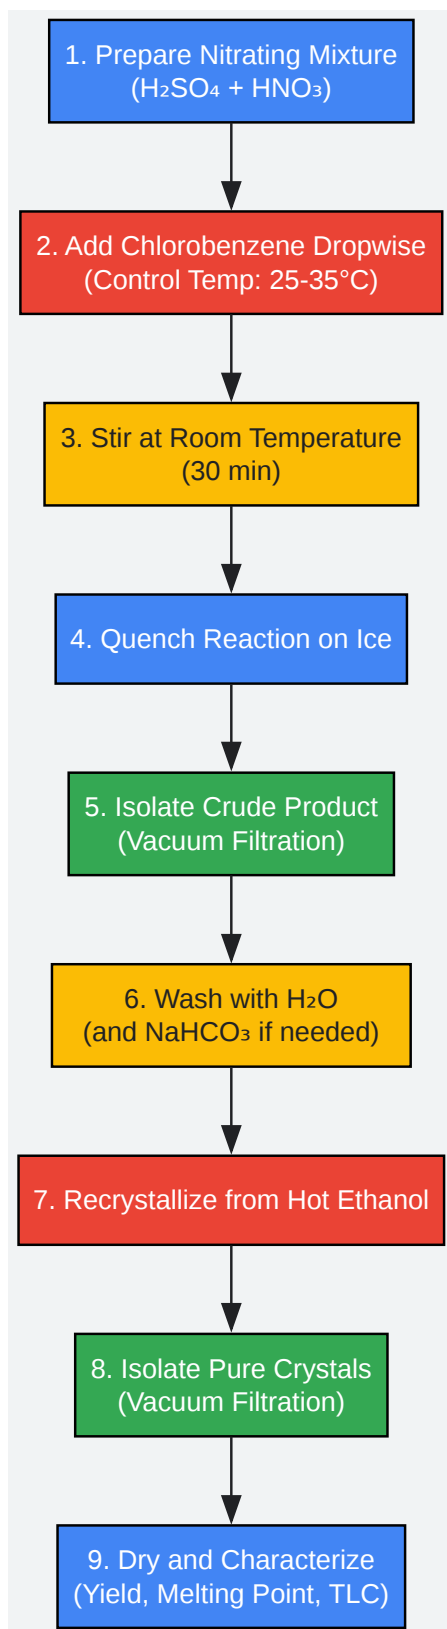 1. Prepare Nitrating Mixture
(H₂SO₄ + HNO₃)
2. Add Chlorobenzene Dropwise
(Control Temp: 25-35°C)
3. Stir at Room Temperature
(30 min)
4. Quench Reaction on Ice
5. Isolate Crude Product
(Vacuum Filtration)
6. Wash with H₂O
(and NaHCO₃ if needed)
7. Recrystallize from Hot Ethanol
8. Isolate Pure Crystals
(Vacuum Filtration)
9. Dry and Characterize
(Yield, Melting Point, TLC)